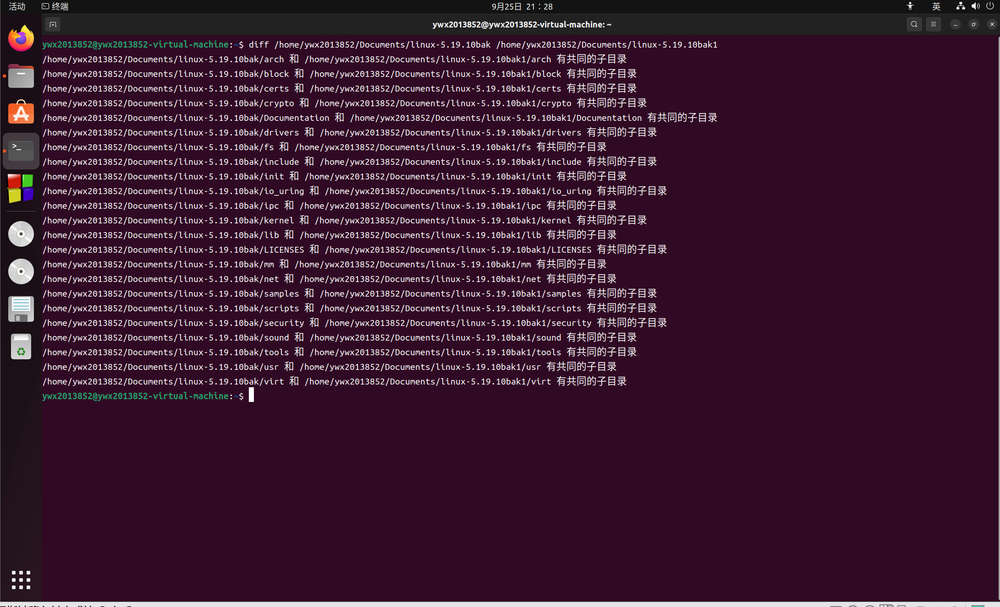 活动 终端 9月25日 21：28 英
ywx2013852@ywx2013852-virtual-machine: ~
ywx2013852@ywx2013852-virtual-machine:~$ diff /home/ywx2013852/Documents/linux-5.19.10bak /home/ywx2013852/Documents/linux-5.19.10bak1
/home/ywx2013852/Documents/linux-5.19.10bak/arch 和 /home/ywx2013852/Documents/linux-5.19.10bak1/arch 有共同的子目录
/home/ywx2013852/Documents/linux-5.19.10bak/block 和 /home/ywx2013852/Documents/linux-5.19.10bak1/block 有共同的子目录
/home/ywx2013852/Documents/linux-5.19.10bak/certs 和 /home/ywx2013852/Documents/linux-5.19.10bak1/certs 有共同的子目录
/home/ywx2013852/Documents/linux-5.19.10bak/crypto 和 /home/ywx2013852/Documents/linux-5.19.10bak1/crypto 有共同的子目录
/home/ywx2013852/Documents/linux-5.19.10bak/Documentation 和 /home/ywx2013852/Documents/linux-5.19.10bak1/Documentation 有共同的子目录
/home/ywx2013852/Documents/linux-5.19.10bak/drivers 和 /home/ywx2013852/Documents/linux-5.19.10bak1/drivers 有共同的子目录
/home/ywx2013852/Documents/linux-5.19.10bak/fs 和 /home/ywx2013852/Documents/linux-5.19.10bak1/fs 有共同的子目录
/home/ywx2013852/Documents/linux-5.19.10bak/include 和 /home/ywx2013852/Documents/linux-5.19.10bak1/include 有共同的子目录
/home/ywx2013852/Documents/linux-5.19.10bak/init 和 /home/ywx2013852/Documents/linux-5.19.10bak1/init 有共同的子目录
/home/ywx2013852/Documents/linux-5.19.10bak/io_uring 和 /home/ywx2013852/Documents/linux-5.19.10bak1/io_uring 有共同的子目录
/home/ywx2013852/Documents/linux-5.19.10bak/ipc 和 /home/ywx2013852/Documents/linux-5.19.10bak1/ipc 有共同的子目录
/home/ywx2013852/Documents/linux-5.19.10bak/kernel 和 /home/ywx2013852/Documents/linux-5.19.10bak1/kernel 有共同的子目录
/home/ywx2013852/Documents/linux-5.19.10bak/lib 和 /home/ywx2013852/Documents/linux-5.19.10bak1/lib 有共同的子目录
/home/ywx2013852/Documents/linux-5.19.10bak/LICENSES 和 /home/ywx2013852/Documents/linux-5.19.10bak1/LICENSES 有共同的子目录
/home/ywx2013852/Documents/linux-5.19.10bak/mm 和 /home/ywx2013852/Documents/linux-5.19.10bak1/mm 有共同的子目录
/home/ywx2013852/Documents/linux-5.19.10bak/net 和 /home/ywx2013852/Documents/linux-5.19.10bak1/net 有共同的子目录
/home/ywx2013852/Documents/linux-5.19.10bak/samples 和 /home/ywx2013852/Documents/linux-5.19.10bak1/samples 有共同的子目录
/home/ywx2013852/Documents/linux-5.19.10bak/scripts 和 /home/ywx2013852/Documents/linux-5.19.10bak1/scripts 有共同的子目录
/home/ywx2013852/Documents/linux-5.19.10bak/security 和 /home/ywx2013852/Documents/linux-5.19.10bak1/security 有共同的子目录
/home/ywx2013852/Documents/linux-5.19.10bak/sound 和 /home/ywx2013852/Documents/linux-5.19.10bak1/sound 有共同的子目录
/home/ywx2013852/Documents/linux-5.19.10bak/tools 和 /home/ywx2013852/Documents/linux-5.19.10bak1/tools 有共同的子目录
/home/ywx2013852/Documents/linux-5.19.10bak/usr 和 /home/ywx2013852/Documents/linux-5.19.10bak1/usr 有共同的子目录
/home/ywx2013852/Documents/linux-5.19.10bak/virt 和 /home/ywx2013852/Documents/linux-5.19.10bak1/virt 有共同的子目录
ywx2013852@ywx2013852-virtual-machine:~$